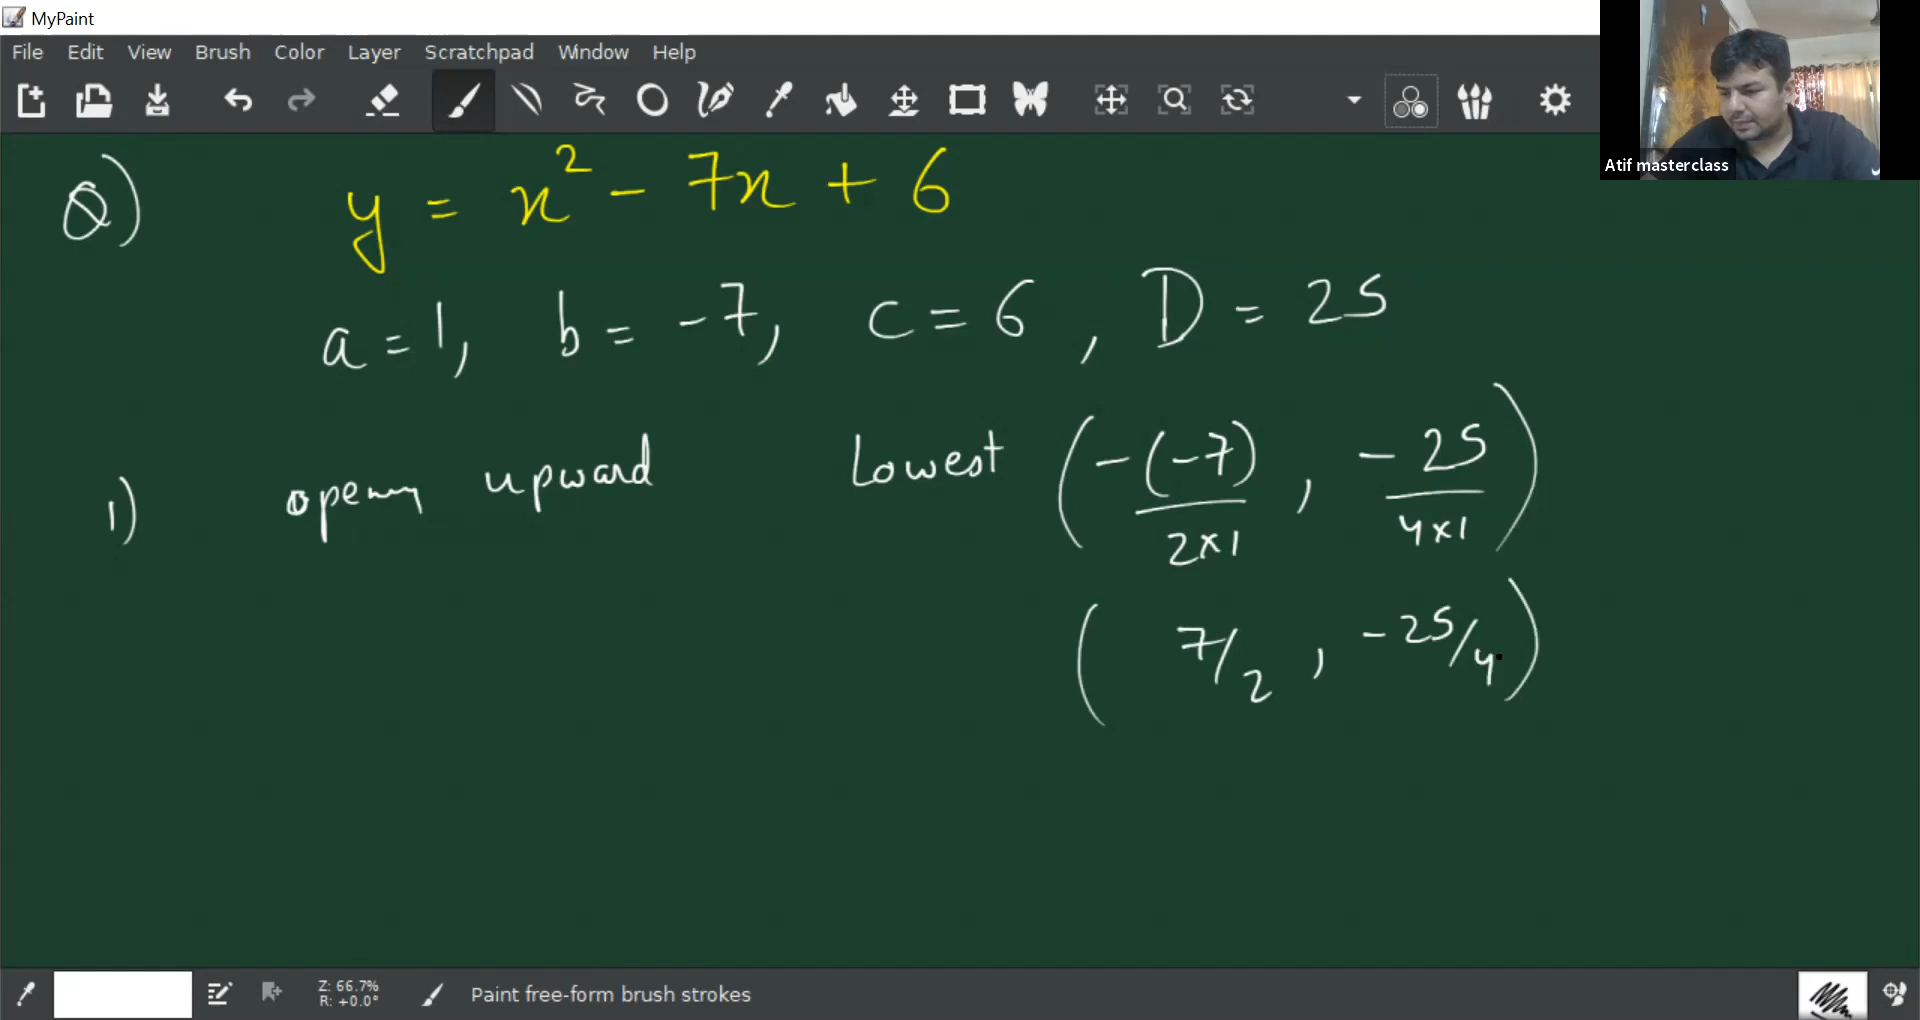 MyPaint
File Edit View Brush Color Layer Scratchpad Window Help
Atif masterclass
Q) y = x² - 7x + 6
a = 1, b = -7, c = 6, D = 25
1) upward Lowest (-(-7)/2×1, -25/4×1)
(7/2, -25/4)
Z: 66.7%
R: +0.0°
Paint free-form brush strokes